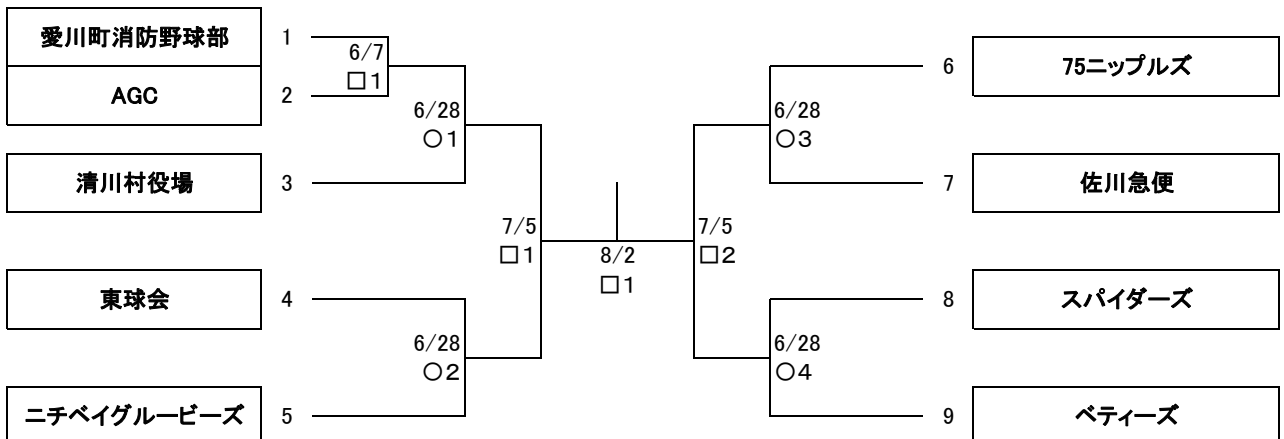 愛川町消防野球部 1
6/7
□1
AGC 2
6/28
○1
清川村役場 3
7/5
□1
東球会 4
6/28
○2
ニチベイグルービーズ 5
8/2
□1
6 75ニップルズ
6/28
○3
7 佐川急便
7/5
□2
8 スパイダーズ
6/28
○4
9 ベティーズ